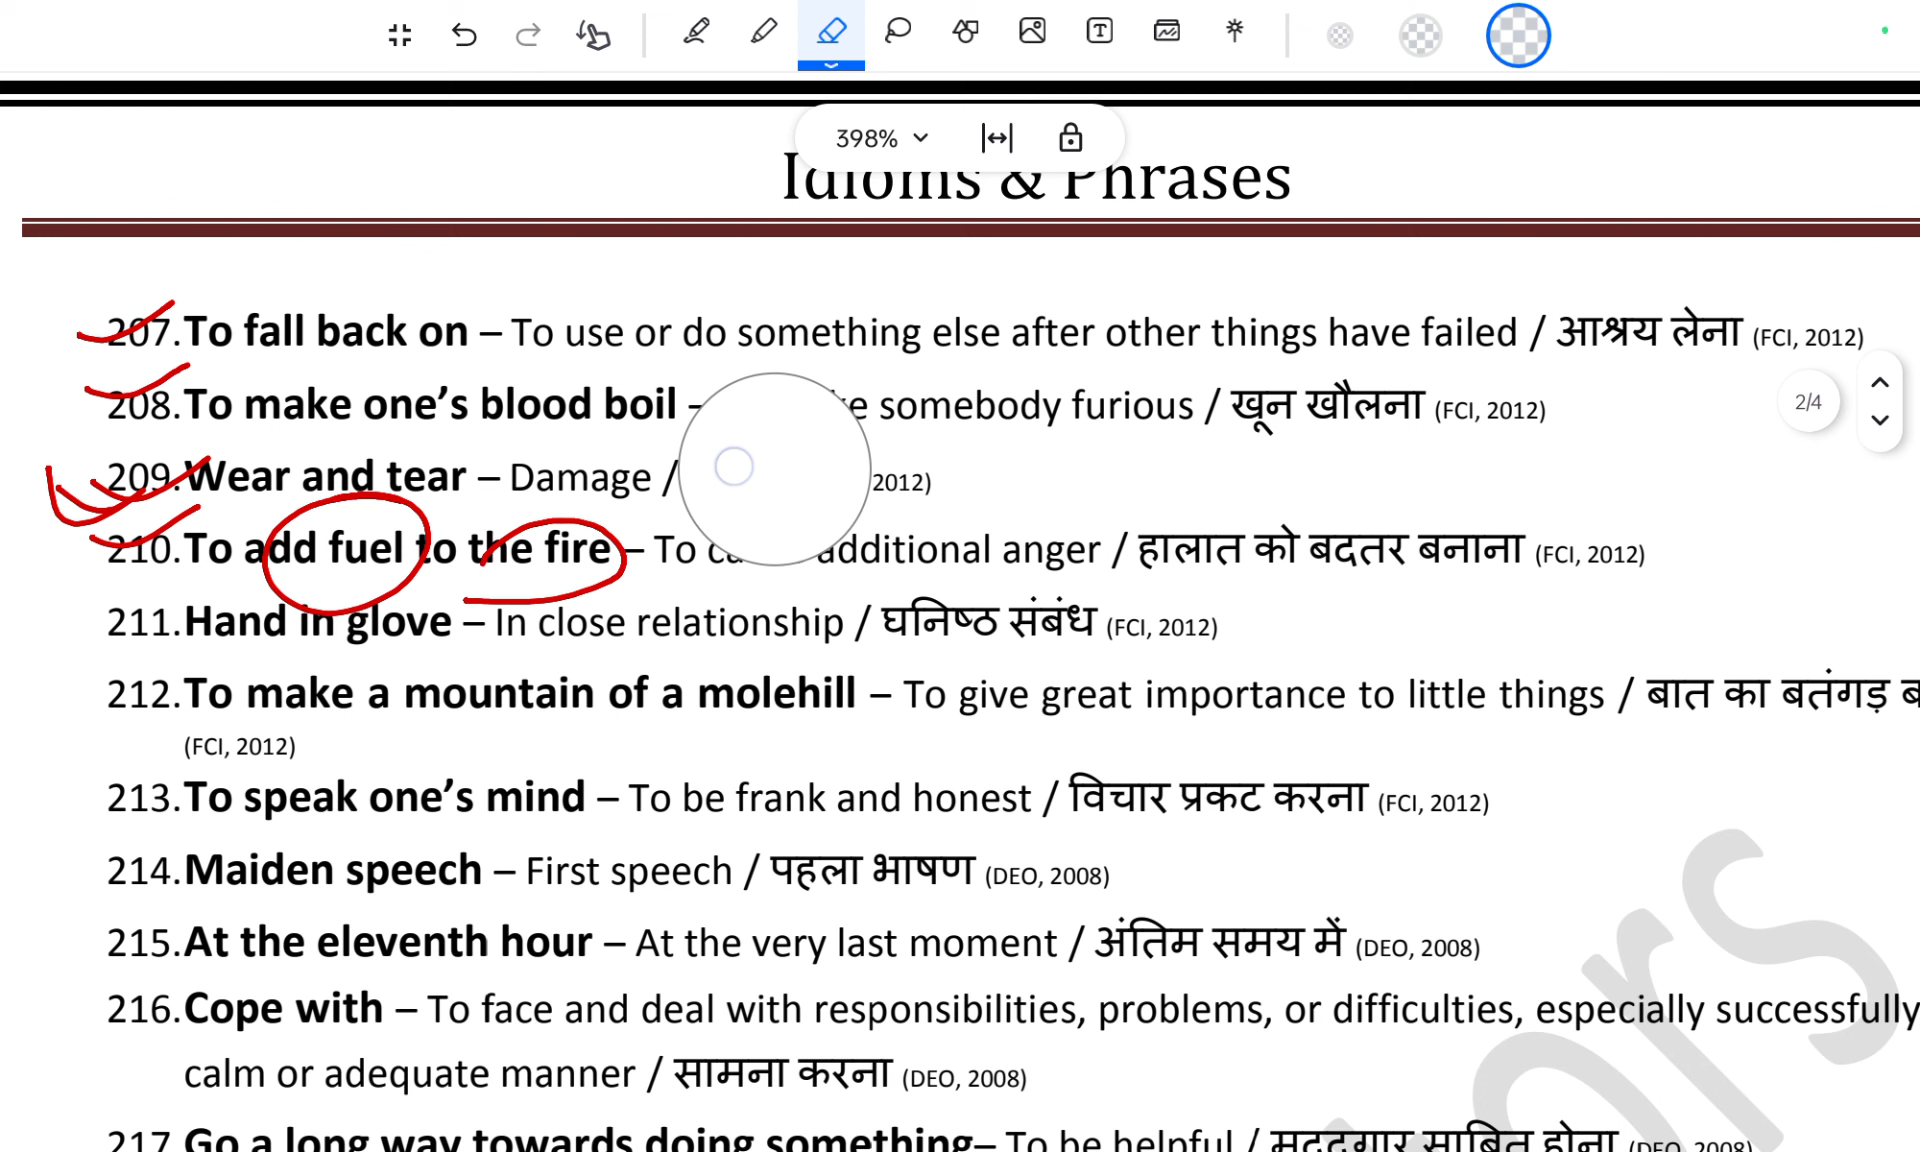 398%
Idioms & Phrases
207. To fall back on – To use or do something else after other things have failed / आश्रय लेना (FCI, 2012)
208. To make one's blood boil – somebody furious / खून खौलना (FCI, 2012)
2/4
209. Wear and tear – Damage / 2012)
210. To add fuel to the fire – To additional anger / हालात को बदतर बनाना (FCI, 2012)
211. Hand in glove – In close relationship / घनिष्ठ संबंध (FCI, 2012)
212. To make a mountain of a molehill – To give great importance to little things / बात का बतंगड़
(FCI, 2012)
213. To speak one's mind – To be frank and honest / विचार प्रकट करना (FCI, 2012)
214. Maiden speech – First speech / पहला भाषण (DEO, 2008)
215. At the eleventh hour – At the very last moment / अंतिम समय में (DEO, 2008)
216. Cope with – To face and deal with responsibilities, problems, or difficulties, especially successfully
calm or adequate manner / सामना करना (DEO, 2008)
217 Go a long way towards doing something– To be helpful / मददगार साबित होना (DEO, 2008)